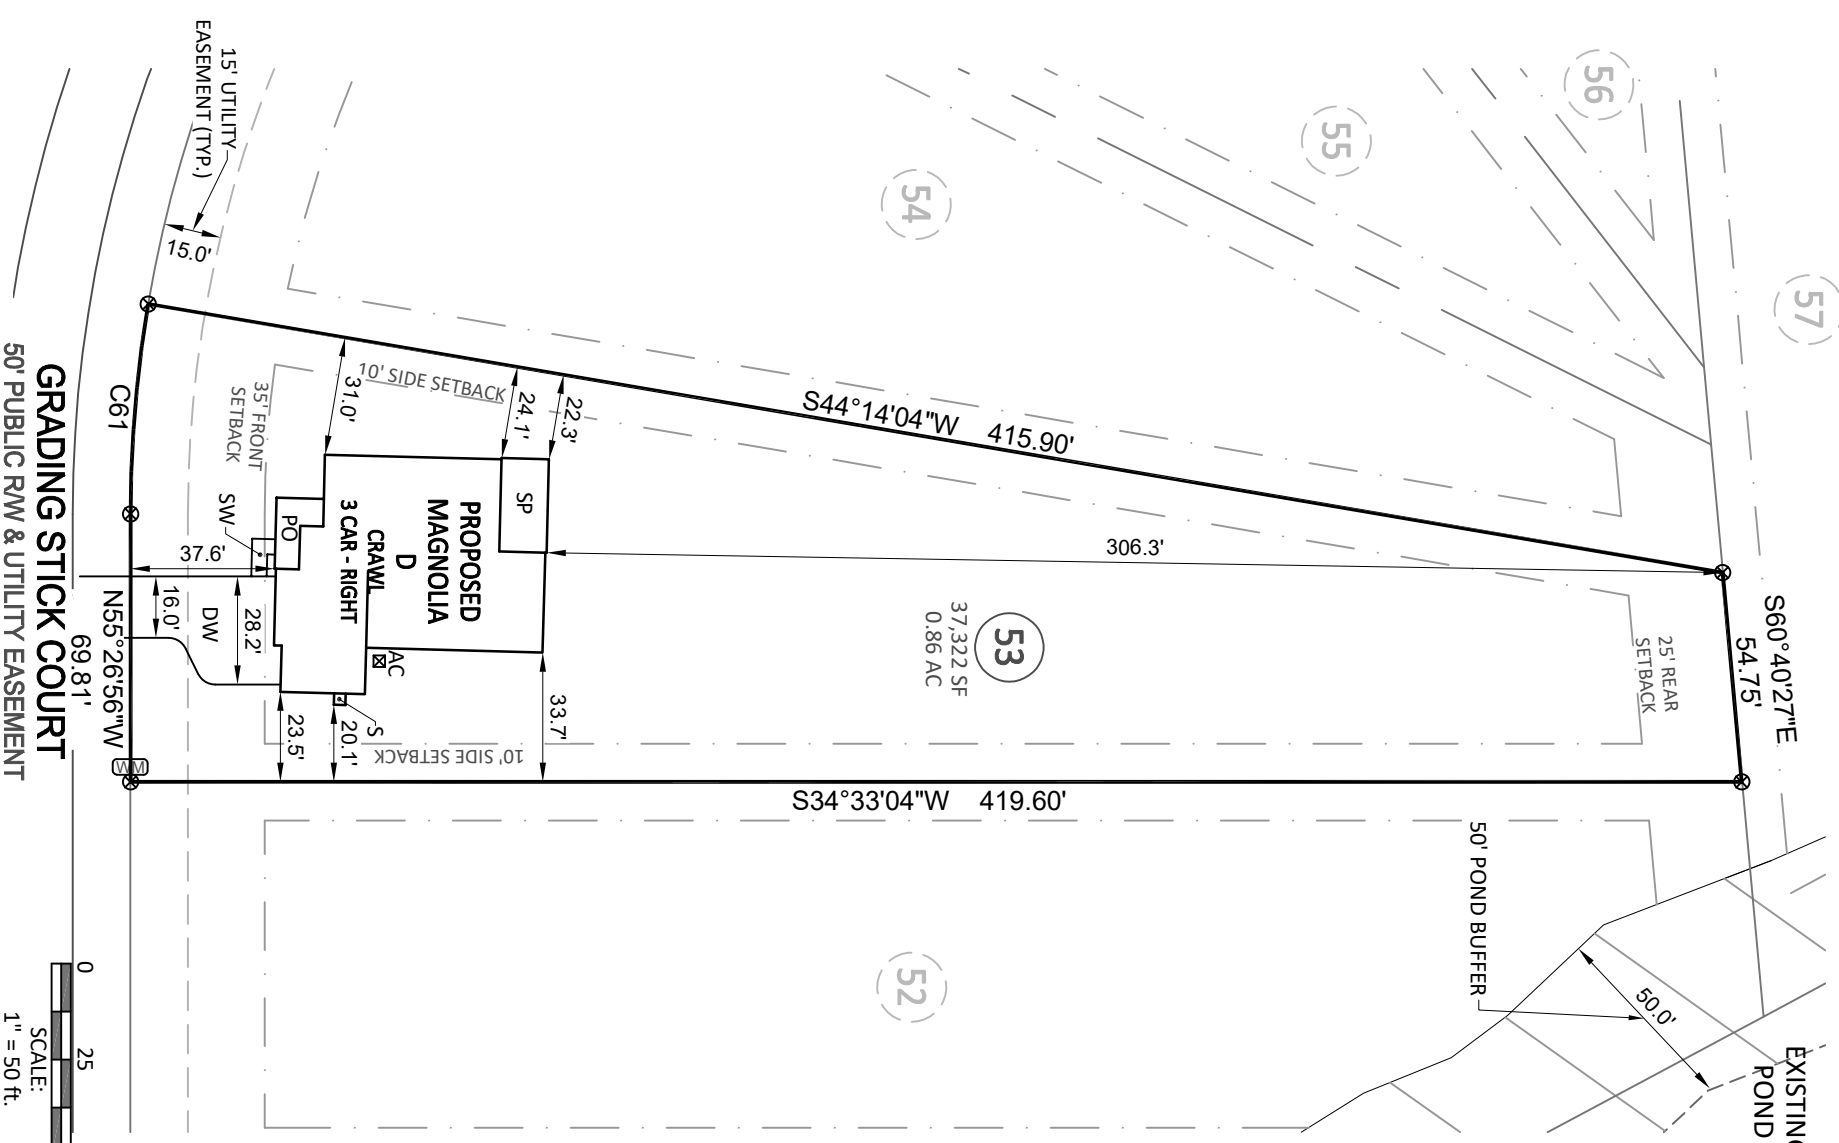 15' UTILITY
EASEMENT (TYP.)
15.0'
54
55
56
57
10' SIDE SETBACK
31.0'
24.1'
22.3'
S44°14'04"W 415.90'
35' FRONT
SETBACK
SW
PO
SP
PROPOSED
MAGNOLIA
D
CRAWL
3 CAR - RIGHT
306.3'
37.6'
16.0'
DW
28.2'
AC
S
23.5'
20.1'
33.7'
10' SIDE SETBACK
53
37,322 SF
0.86 AC
25' REAR
SETBACK
S60°40'27"E
54.75'
S34°33'04"W 419.60'
C61
N55°26'56"W
69.81'
WM
GRADING STICK COURT
50' PUBLIC R/W & UTILITY EASEMENT
52
50' POND BUFFER
50.0'
EXISTING
POND
0
25
SCALE:
1" = 50 ft.